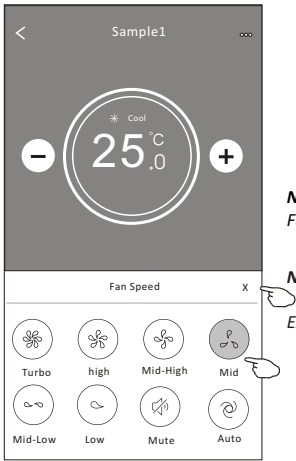 Sample1
Cool
25.0°C
Fan Speed x
Turbo high Mid-High Mid
Mid-Low Low Mute Auto